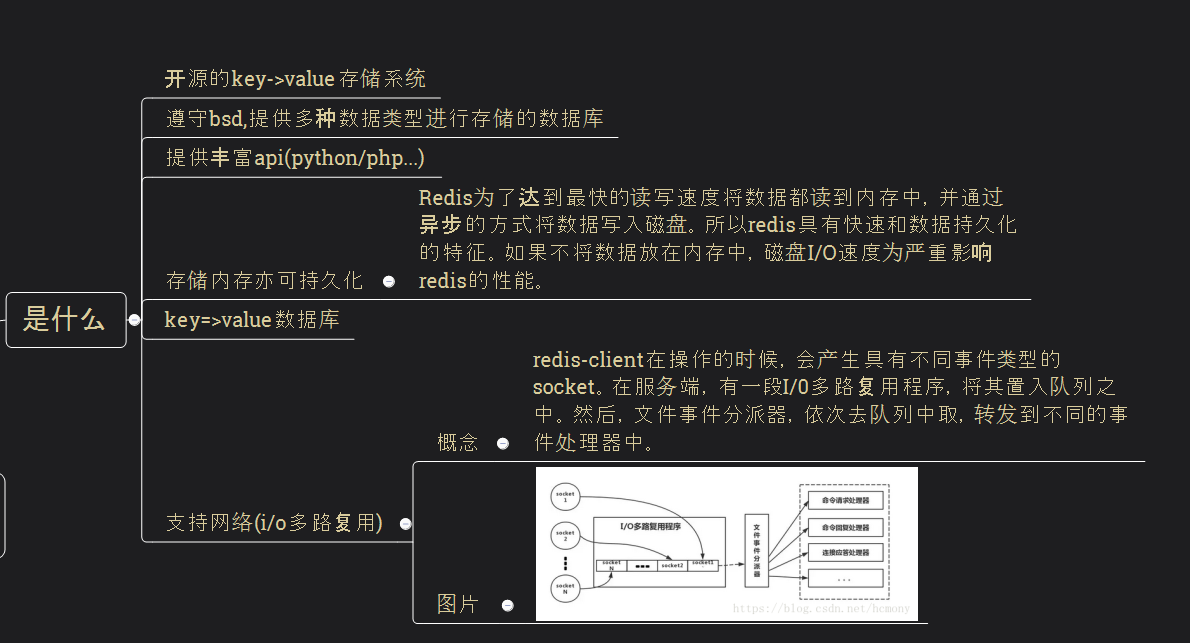 开源的key->value存储系统
遵守bsd,提供多种数据类型进行存储的数据库
提供丰富api(python/php...)
Redis为了达到最快的读写速度将数据都读到内存中, 并通过
异步的方式将数据写入磁盘。所以redis具有快速和数据持久化
的特征。如果不将数据放在内存中, 磁盘I/O速度为严重影响
redis的性能。
存储内存亦可持久化
是什么
key=>value数据库
redis-client在操作的时候, 会产生具有不同事件类型的
socket。在服务端, 有一段I/0多路复用程序, 将其置入队列之
中。然后, 文件事件分派器, 依次去队列中取, 转发到不同的事
件处理器中。
概念
支持网络(i/o多路复用)
图片
socket
1
socket
2
socket
N
I/O多路复用程序
socket
N
socket2
socket1
文件事件分派器
命令请求处理器
命令回复处理器
连接应答处理器
...
https://blog.csdn.net/hcmony